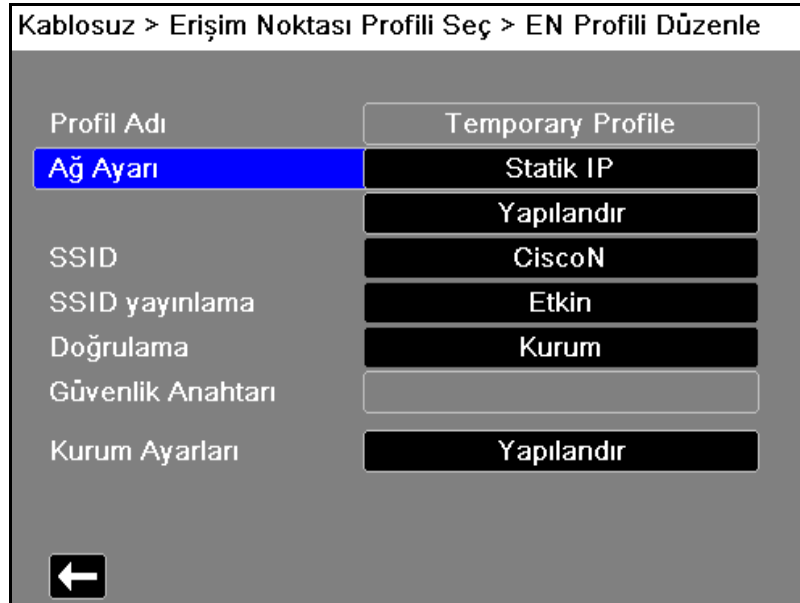 Kablosuz > Erişim Noktası Profili Seç > EN Profili Düzenle
Profil Adı Temporary Profile
Ağ Ayarı Statik IP
Yapılandır
SSID CiscoN
SSID yayınlama Etkin
Doğrulama Kurum
Güvenlik Anahtarı
Kurum Ayarları Yapılandır